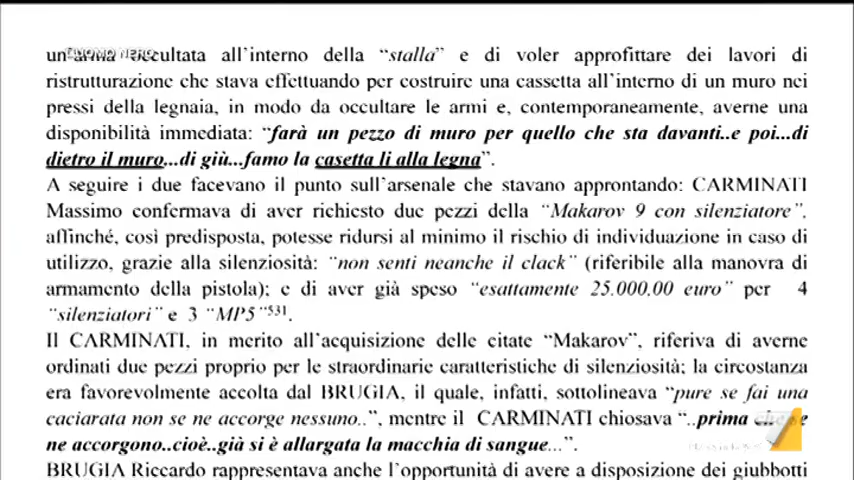 L'UOMO NERO
un'arma occultata all'interno della “stalla” e di voler approfittare dei lavori di
ristrutturazione che stava effettuando per costruire una cassetta all'interno di un muro nei
pressi della legnaia, in modo da occultare le armi e, contemporaneamente, averne una
disponibilità immediata: “farà un pezzo di muro per quello che sta davanti..e poi...di
dietro il muro...di giù...famo la casetta li alla legna”.
A seguire i due facevano il punto sull'arsenale che stavano approntando: CARMINATI
Massimo confermava di aver richiesto due pezzi della “Makarov 9 con silenziatore”,
affinché, così predisposta, potesse ridursi al minimo il rischio di individuazione in caso di
utilizzo, grazie alla silenziosità: “non senti neanche il clack” (riferibile alla manovra di
armamento della pistola); e di aver già speso “esattamente 25.000,00 euro” per 4
“silenziatori” e 3 “MP5”531.
Il CARMINATI, in merito all'acquisizione delle citate “Makarov”, riferiva di averne
ordinati due pezzi proprio per le straordinarie caratteristiche di silenziosità; la circostanza
era favorevolmente accolta dal BRUGIA, il quale, infatti, sottolineava “pure se fai una
caciarata non se ne accorge nessuno..”, mentre il CARMINATI chiosava “..prima che se
ne accorgono..cioè..già si è allargata la macchia di sangue...”.
BRUGIA Riccardo rappresentava anche l'opportunità di avere a disposizione dei giubbotti